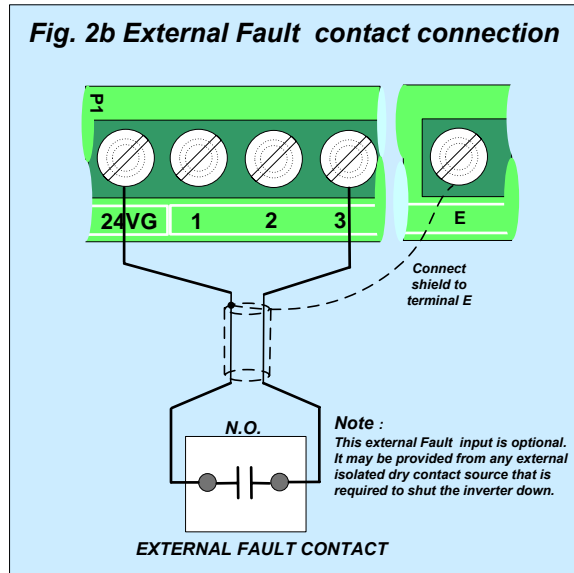 Fig. 2b External Fault contact connection
P1
24VG 1 2 3
E
Connect
shield to
terminal E
N.O.
Note :
This external Fault input is optional.
It may be provided from any external
isolated dry contact source that is
required to shut the inverter down.
EXTERNAL FAULT CONTACT